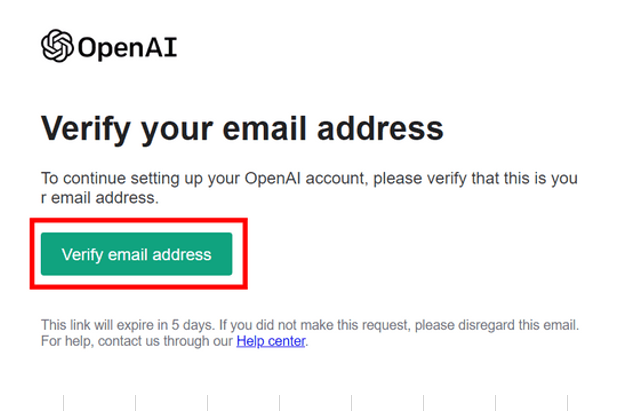 OpenAI
Verify your email address
To continue setting up your OpenAI account, please verify that this is you
r email address.
Verify email address
This link will expire in 5 days. If you did not make this request, please disregard this email.
For help, contact us through our Help center.